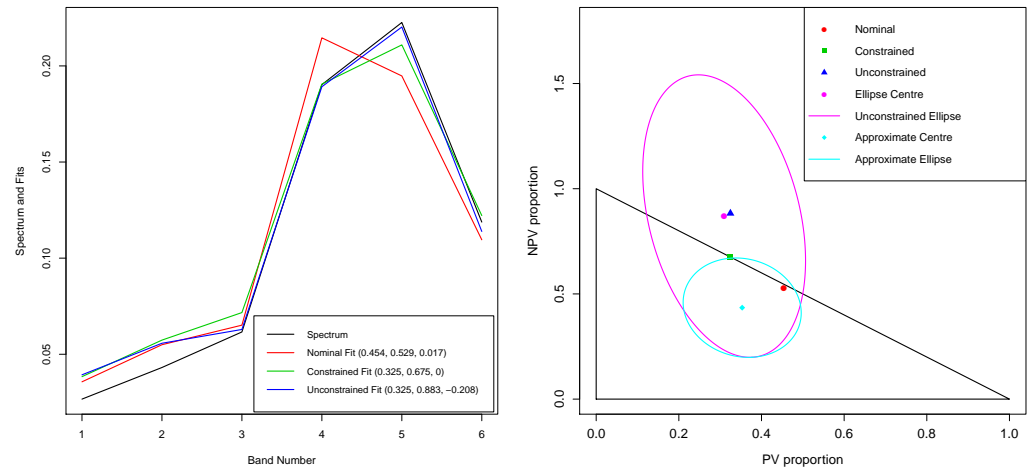 Spectrum and Fits
0.20
0.15
0.10
0.05
1 2 3 4 5 6
Band Number
Spectrum
Nominal Fit (0.454, 0.529, 0.017)
Constrained Fit (0.325, 0.675, 0)
Unconstrained Fit (0.325, 0.883, −0.208)
NPV proportion
1.5
1.0
0.5
0.0
0.0 0.2 0.4 0.6 0.8 1.0
PV proportion
Nominal
Constrained
Unconstrained
Ellipse Centre
Unconstrained Ellipse
Approximate Centre
Approximate Ellipse